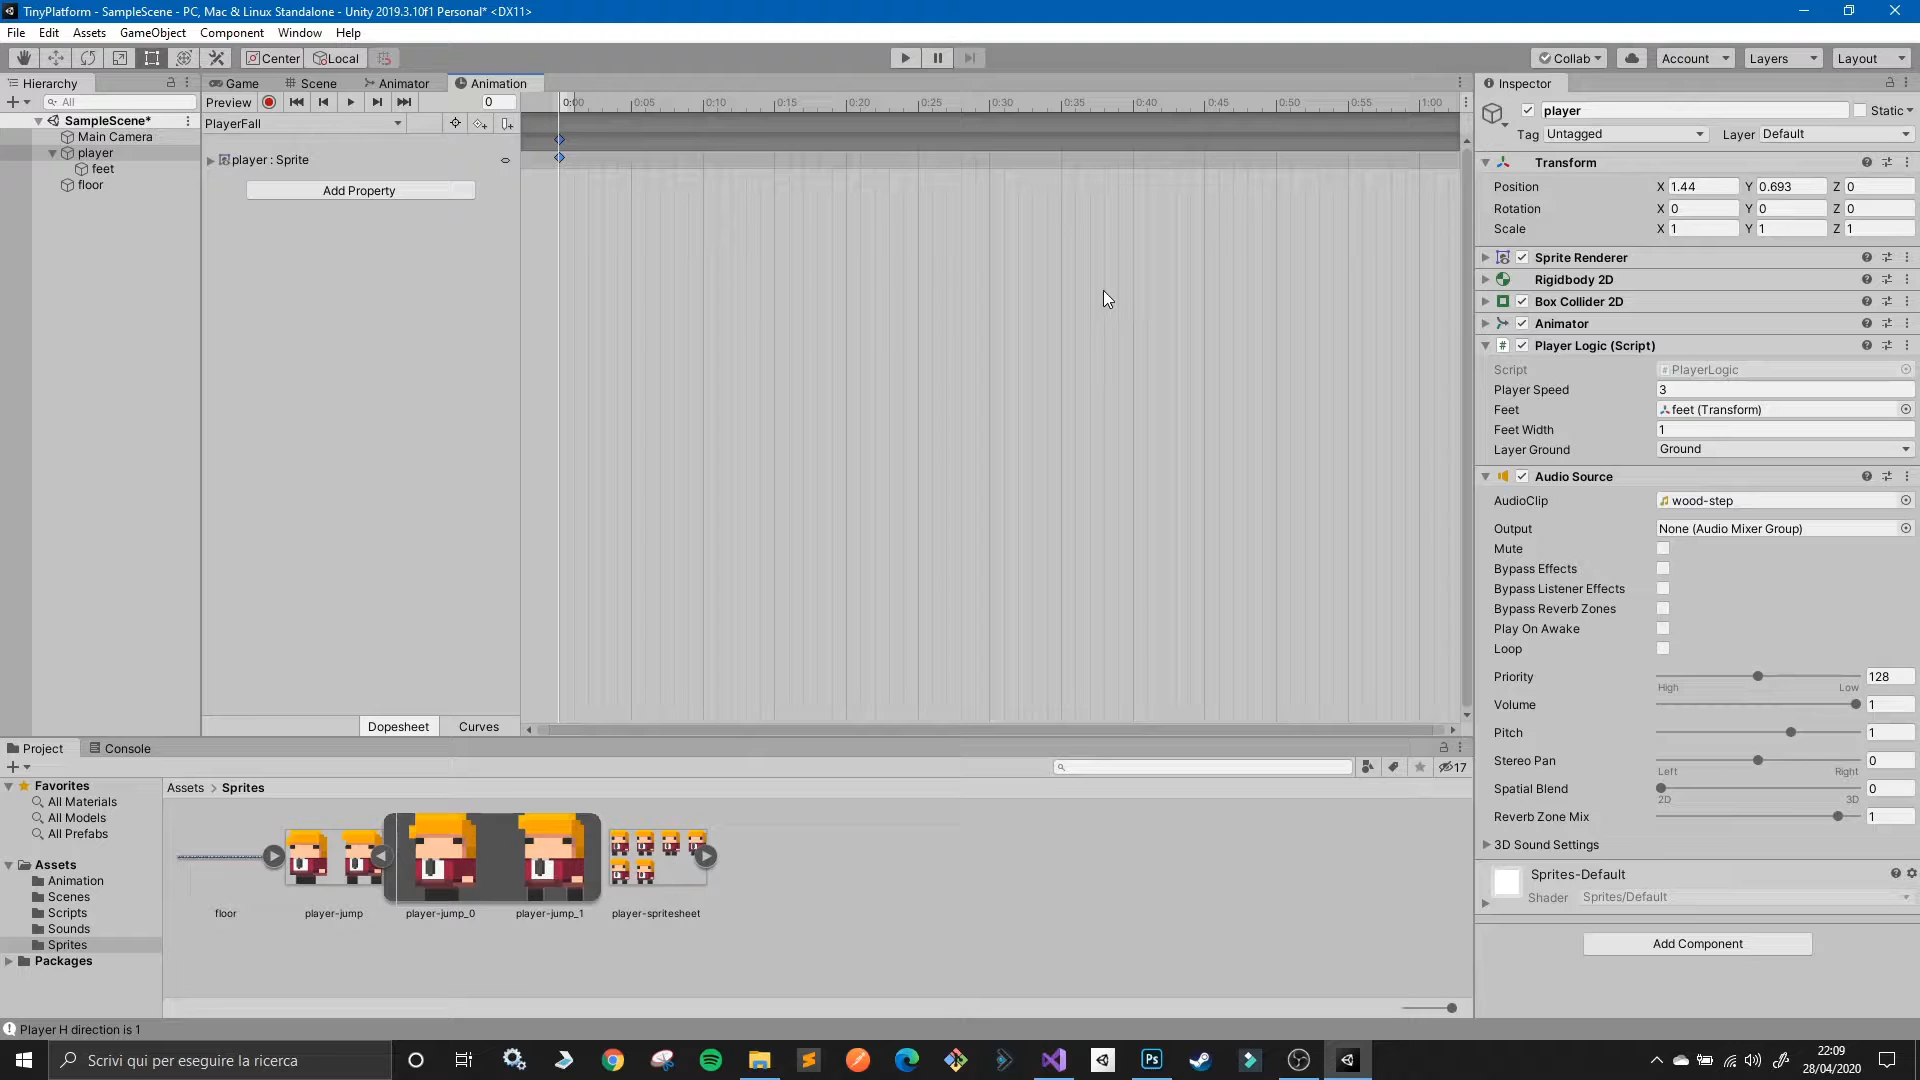 TinyPlatform - SampleScene - PC, Mac & Linux Standalone - Unity 2019.3.10f1 Personal* <DX11>
File Edit Assets GameObject Component Window Help
Center Local Collab Account Layers Layout
Hierarchy Game Scene Animator Animation Inspector
All Preview 0 0:00 0:05 0:10 0:15 0:20 0:25 0:30 0:35 0:40 0:45 0:50 0:55 1:00 player Static
SampleScene* PlayerFall
Main Camera Tag Untagged Layer Default
player player : Sprite Transform
feet Add Property Position X 1.44 Y 0.693 Z 0
floor Rotation X 0 Y 0 Z 0
Scale X 1 Y 1 Z 1
Sprite Renderer
Rigidbody 2D
Box Collider 2D
Animator
# Player Logic (Script)
Script # PlayerLogic
Player Speed 3
Feet feet (Transform)
Feet Width 1
Layer Ground Ground
Audio Source
AudioClip wood-step
Output None (Audio Mixer Group)
Mute
Bypass Effects
Bypass Listener Effects
Bypass Reverb Zones
Play On Awake
Loop
Priority 128
High Low
Volume 1
Pitch 1
Stereo Pan 0
Left Right
Spatial Blend 0
2D 3D
Reverb Zone Mix 1
3D Sound Settings
Sprites-Default
Shader Sprites/Default
Add Component
Dopesheet Curves
Project Console
17
Favorites Assets > Sprites
All Materials
All Models
All Prefabs
Assets
Animation
Scenes
Scripts
Sounds
Sprites
Packages
floor player-jump player-jump_0 player-jump_1 player-spritesheet
Player H direction is 1
Scrivi qui per eseguire la ricerca
Ps
22:09
28/04/2020